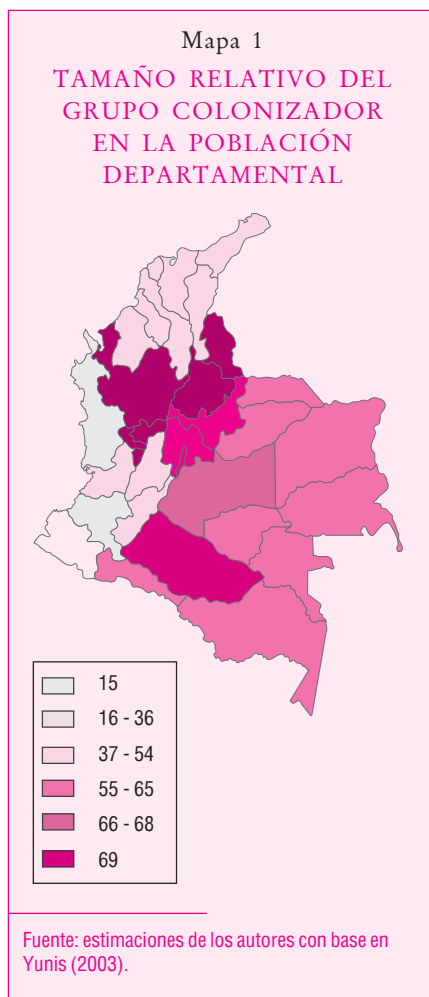 Mapa 1
TAMAÑO RELATIVO DEL
GRUPO COLONIZADOR
EN LA POBLACIÓN
DEPARTAMENTAL
15
16 - 36
37 - 54
55 - 65
66 - 68
69
Fuente: estimaciones de los autores con base en
Yunis (2003).